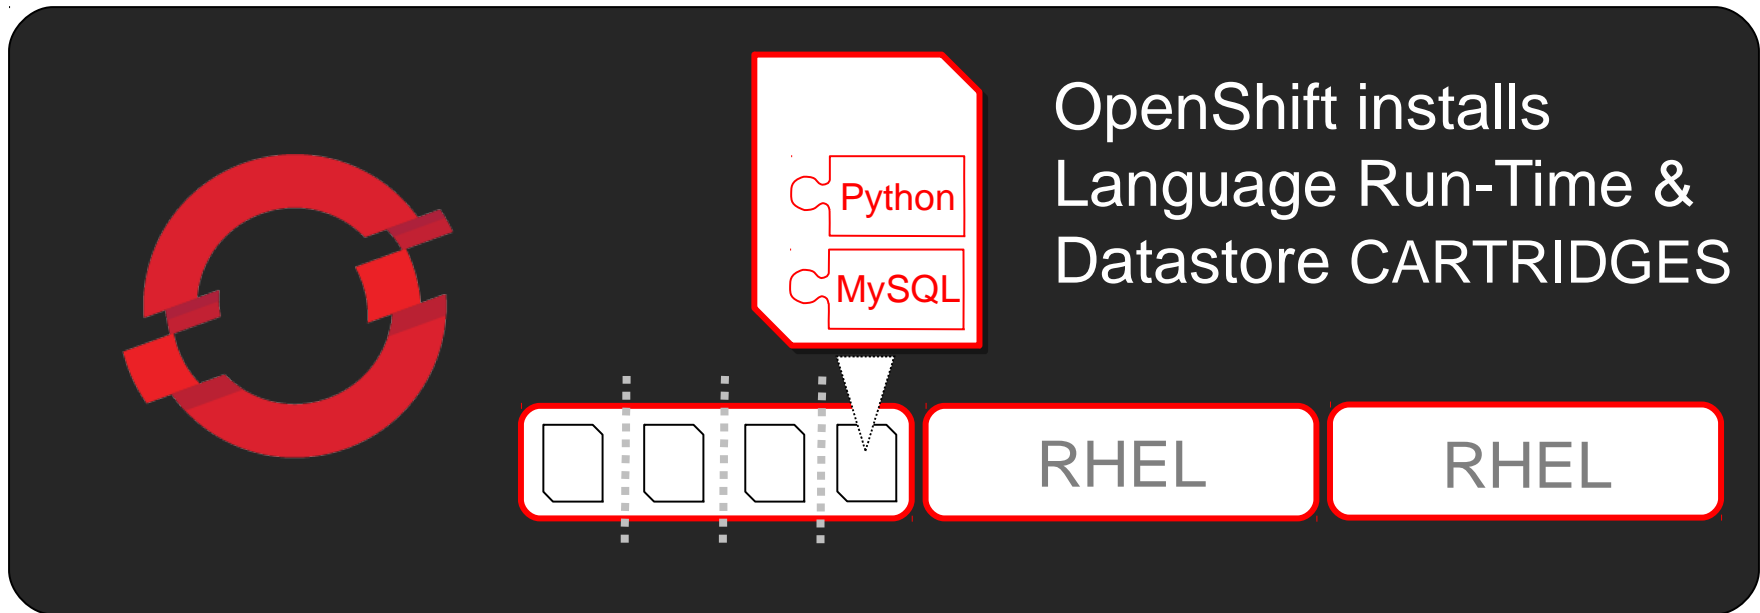 OpenShift installs
Language Run-Time &
Datastore CARTRIDGES
Python
MySQL
RHEL
RHEL